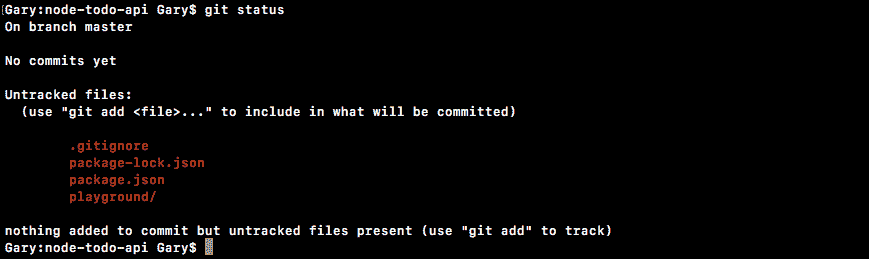 Gary:node-todo-api Gary$ git status
On branch master
No commits yet
Untracked files:
(use "git add <file>..." to include in what will be committed)
.gitignore
package-lock.json
package.json
playground/
nothing added to commit but untracked files present (use "git add" to track)
Gary:node-todo-api Gary$